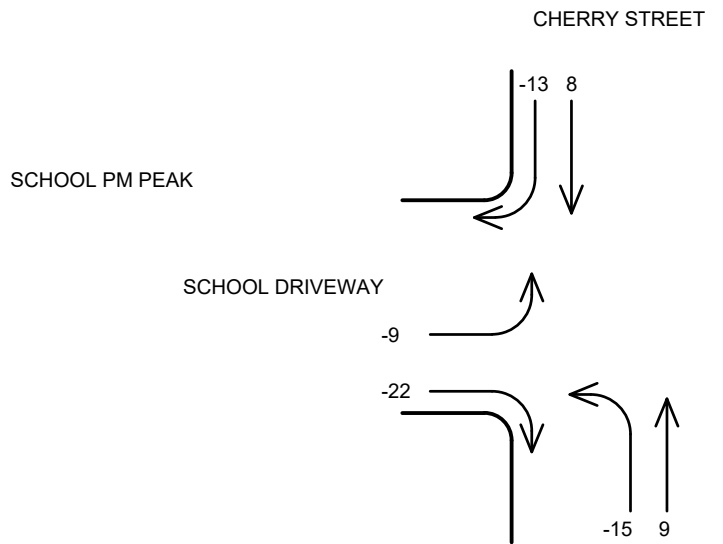 CHERRY STREET
-13 8
SCHOOL PM PEAK
SCHOOL DRIVEWAY
-9
-22
-15 9